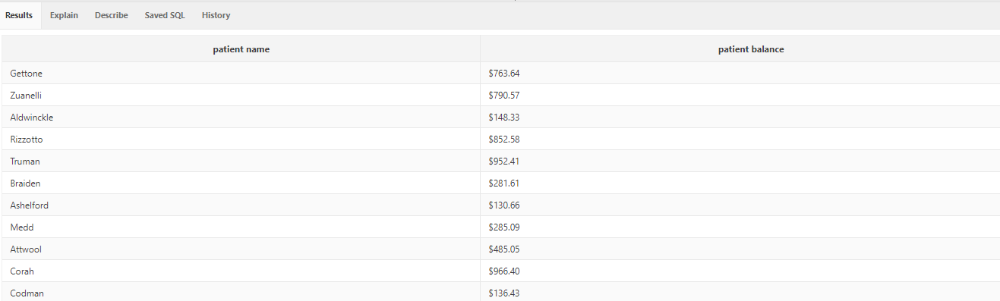 Results Explain Describe Saved SQL History
patient name patient balance
Gettone $763.64
Zuanelli $790.57
Aldwinckle $148.33
Rizzotto $852.58
Truman $952.41
Braiden $281.61
Ashelford $130.66
Medd $285.09
Attwool $485.05
Corah $966.40
Codman $136.43